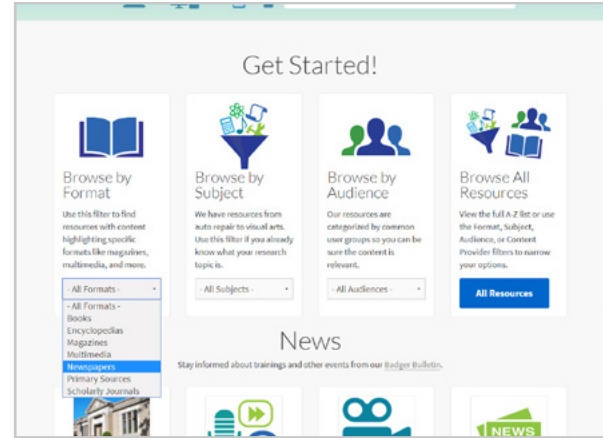 Get Started!
Browse by
Format
Use this filter to find
resources with content
highlighting specific
formats like magazines,
multimedia, and more.
- All Formats -
- All Formats -
Books
Encyclopedias
Magazines
Multimedia
Newspapers
Primary Sources
Scholarly Journals
Browse by
Subject
We have resources from
auto repair to visual arts.
Use this filter if you already
know what your research
topic is.
- All Subjects -
Browse by
Audience
Our resources are
categorized by common
user groups so you can be
sure the content is
relevant.
- All Audiences -
Browse All
Resources
View the full A-Z list or use
the Format, Subject,
Audience, or Content
Provider filters to narrow
your options.
All Resources
News
Stay informed about trainings and other events from our Badger Bulletin.
NEWS